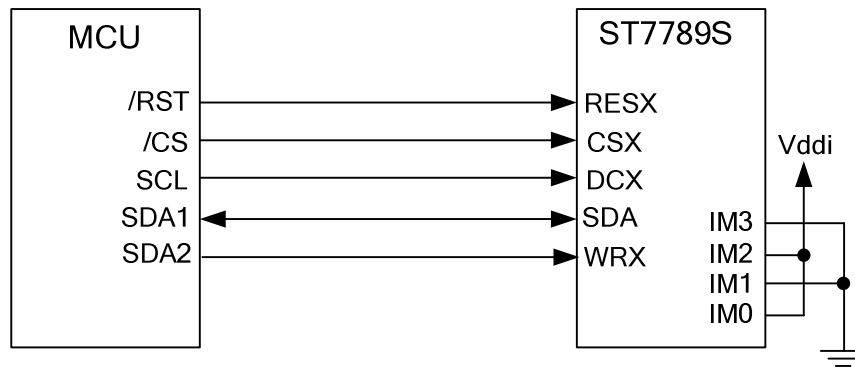 MCU
ST7789S
/RST
RESX
/CS
CSX
SCL
DCX
SDA1
SDA
SDA2
WRX
Vddi
IM3
IM2
IM1
IM0